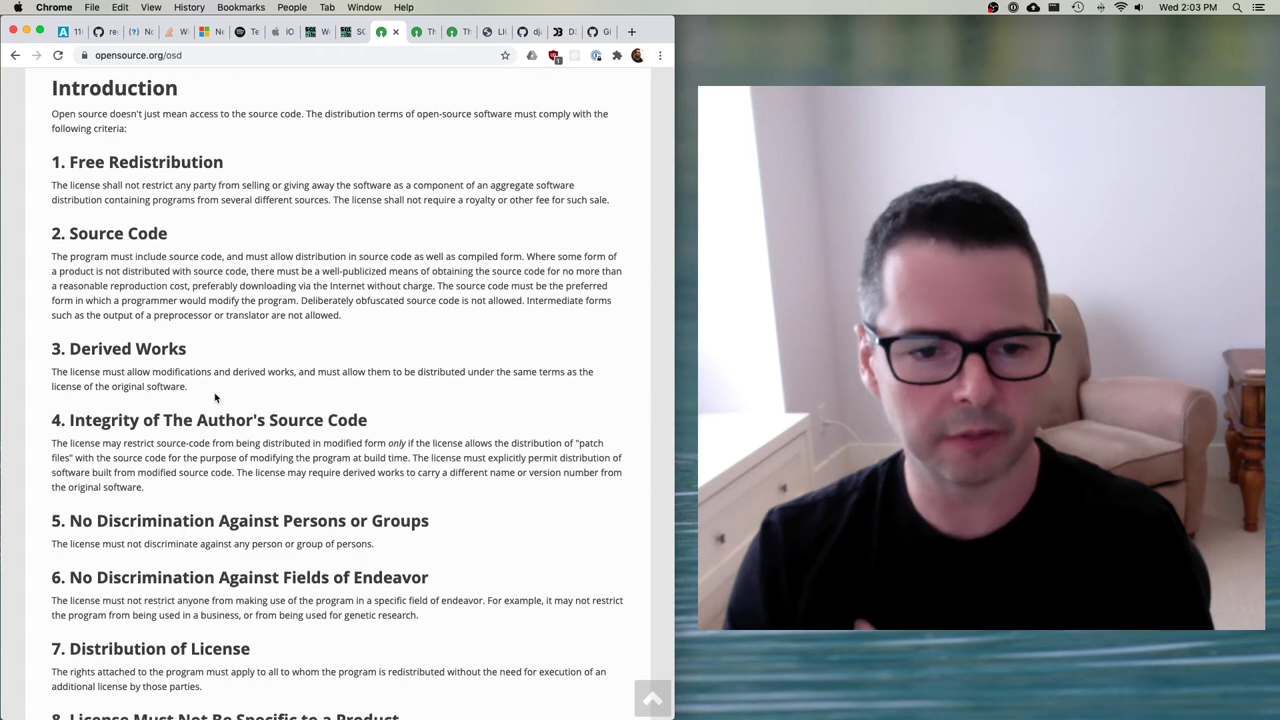 Chrome File Edit View History Bookmarks People Tab Window Help Wed 2:03 PM
opensource.org/osd
Introduction
Open source doesn't just mean access to the source code. The distribution terms of open-source software must comply with the
following criteria:
1. Free Redistribution
The license shall not restrict any party from selling or giving away the software as a component of an aggregate software
distribution containing programs from several different sources. The license shall not require a royalty or other fee for such sale.
2. Source Code
The program must include source code, and must allow distribution in source code as well as compiled form. Where some form of
a product is not distributed with source code, there must be a well-publicized means of obtaining the source code for no more than
a reasonable reproduction cost, preferably downloading via the Internet without charge. The source code must be the preferred
form in which a programmer would modify the program. Deliberately obfuscated source code is not allowed. Intermediate forms
such as the output of a preprocessor or translator are not allowed.
3. Derived Works
The license must allow modifications and derived works, and must allow them to be distributed under the same terms as the
license of the original software.
4. Integrity of The Author's Source Code
The license may restrict source-code from being distributed in modified form only if the license allows the distribution of "patch
files" with the source code for the purpose of modifying the program at build time. The license must explicitly permit distribution of
software built from modified source code. The license may require derived works to carry a different name or version number from
the original software.
5. No Discrimination Against Persons or Groups
The license must not discriminate against any person or group of persons.
6. No Discrimination Against Fields of Endeavor
The license must not restrict anyone from making use of the program in a specific field of endeavor. For example, it may not restrict
the program from being used in a business, or from being used for genetic research.
7. Distribution of License
The rights attached to the program must apply to all to whom the program is redistributed without the need for execution of an
additional license by those parties.
8. License Must Not Be Specific to a Product